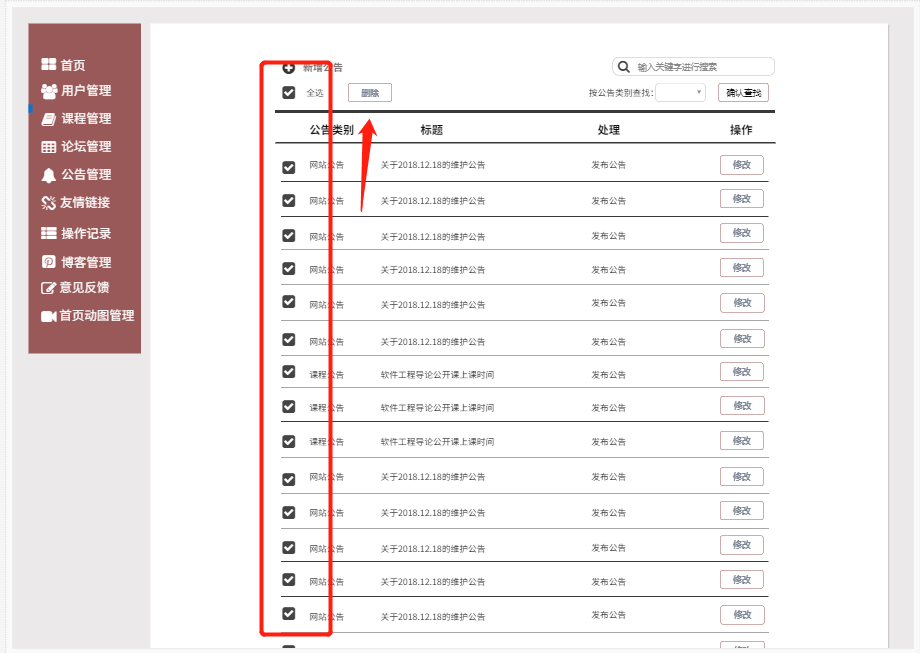 首页
用户管理
课程管理
论坛管理
公告管理
友情链接
操作记录
博客管理
意见反馈
首页动图管理
新增公告
输入关键字进行搜索
全选 删除 按公告类别查找： 确认查找
公告类别 标题 处理 操作
网站公告 关于2018.12.18的维护公告 发布公告 修改
网站公告 关于2018.12.18的维护公告 发布公告 修改
网站公告 关于2018.12.18的维护公告 发布公告 修改
网站公告 关于2018.12.18的维护公告 发布公告 修改
网站公告 关于2018.12.18的维护公告 发布公告 修改
网站公告 关于2018.12.18的维护公告 发布公告 修改
课程公告 软件工程导论公开课上课时间 发布公告 修改
课程公告 软件工程导论公开课上课时间 发布公告 修改
课程公告 软件工程导论公开课上课时间 发布公告 修改
网站公告 关于2018.12.18的维护公告 发布公告 修改
网站公告 关于2018.12.18的维护公告 发布公告 修改
网站公告 关于2018.12.18的维护公告 发布公告 修改
网站公告 关于2018.12.18的维护公告 发布公告 修改
网站公告 关于2018.12.18的维护公告 发布公告 修改